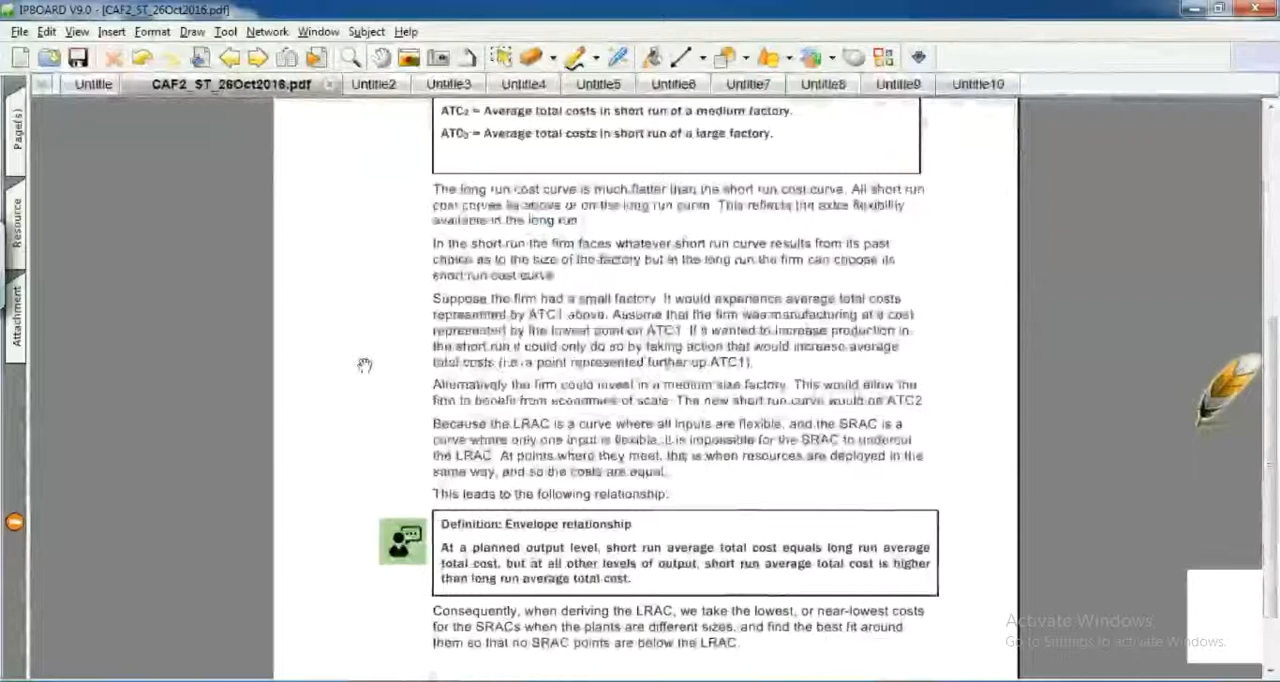 IPBOARD V9.0 - [CAF2_ST_26Oct2016.pdf]
File Edit View Insert Format Draw Tool Network Window Subject Help
Untitle CAF2_ST_26Oct2016.pdf Untitle2 Untitle3 Untitle4 Untitle5 Untitle6 Untitle7 Untitle8 Untitle9 Untitle10
Page(s)
Resource
Attachment
ATC₂ = Average total costs in short run of a medium factory.
ATC₃ = Average total costs in short run of a large factory.
The long run cost curve is much flatter than the short run cost curve. All short run
cost curves lie above or on the long run curve. This reflects the extra flexibility
available in the long run
In the short run the firm faces whatever short run curve results from its past
choice as to the size of the factory but in the long run the firm can choose its
short run cost curve
Suppose the firm had a small factory. It would experience average total costs
represented by ATC1 above. Assume that the firm was manufacturing at a cost
represented by the lowest point on ATC1. If it wanted to increase production in
the short run it could only do so by taking action that would increase average
total costs (i.e. a point represented further up ATC1).
Alternatively the firm could invest in a medium size factory. This would allow the
firm to benefit from economies of scale. The new short run curve would be ATC2
Because the LRAC is a curve where all inputs are flexible, and the SRAC is a
curve where only one input is flexible, it is impossible for the SRAC to undercut
the LRAC. At points where they meet, this is when resources are deployed in the
same way, and so the costs are equal.
This leads to the following relationship:
Definition: Envelope relationship
At a planned output level, short run average total cost equals long run average
total cost, but at all other levels of output, short run average total cost is higher
than long run average total cost.
Consequently, when deriving the LRAC, we take the lowest, or near-lowest costs
for the SRACs when the plants are different sizes, and find the best fit around
them so that no SRAC points are below the LRAC.
Activate Windows
Go to Settings to activate Windows.